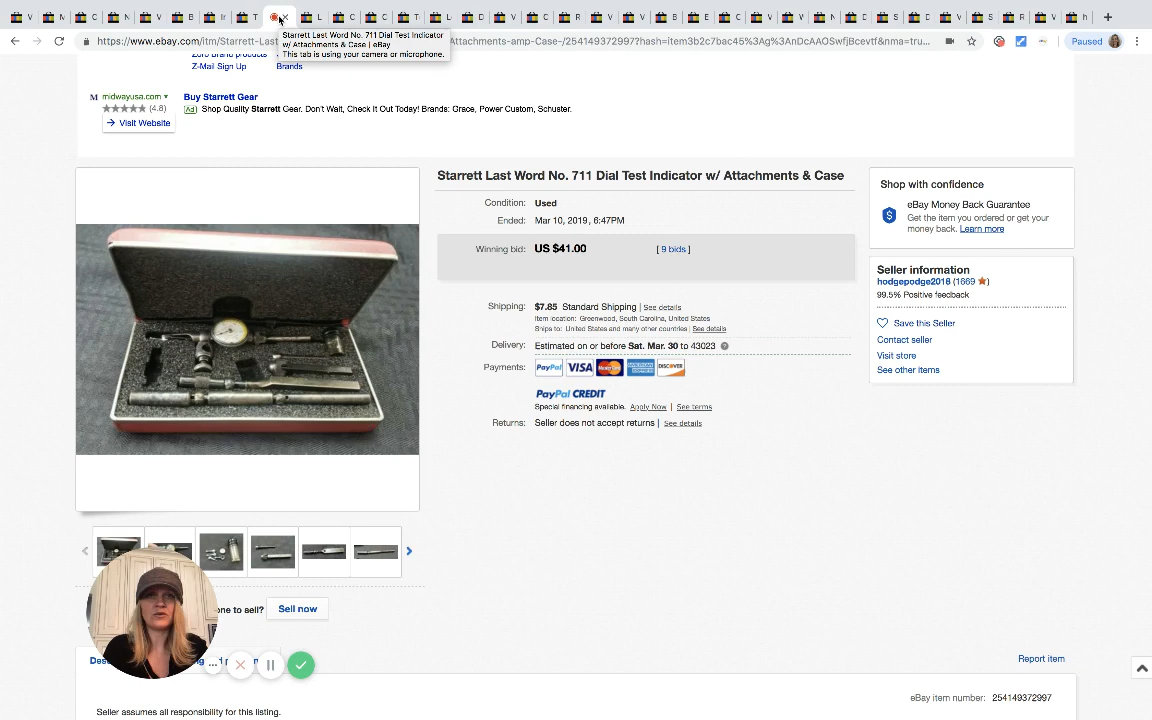 V M C N V B Ir T L C C T L D V C R V V V B E C V V N D S D V S R V h
https://www.ebay.com/itm/Starrett-Last Attachments-amp-Case-/254149372997?hash=item3b2c7bac45%3Ag%3AnDcAAOSwfjBcevtf&nma=tru... Paused
Starrett Last Word No. 711 Dial Test Indicator
w/ Attachments & Case | eBay
This tab is using your camera or microphone.
Z-Mail Sign Up Brands
M midwayusa.com
(4.8)
Visit Website
Buy Starrett Gear
Ad Shop Quality Starrett Gear. Don't Wait, Check It Out Today! Brands: Grace, Power Custom, Schuster.
Starrett Last Word No. 711 Dial Test Indicator w/ Attachments & Case
Condition: Used
Ended: Mar 10, 2019 , 6:47PM
Winning bid: US $41.00 [ 9 bids ]
Shipping: $7.85 Standard Shipping | See details
Item location: Greenwood, South Carolina, United States
Ships to: United States and many other countries | See details
Delivery: Estimated on or before Sat. Mar. 30 to 43023
Payments: PayPal VISA MasterCard AMERICAN EXPRESS DISCOVER
PayPal CREDIT
Special financing available. Apply Now | See terms
Returns: Seller does not accept returns | See details
Shop with confidence
eBay Money Back Guarantee
Get the item you ordered or get your
money back. Learn more
Seller information
hodgepodge2018 (1669 )
99.5% Positive feedback
Save this Seller
Contact seller
Visit store
See other items
one to sell? Sell now
Report item
eBay item number: 254149372997
Seller assumes all responsibility for this listing.